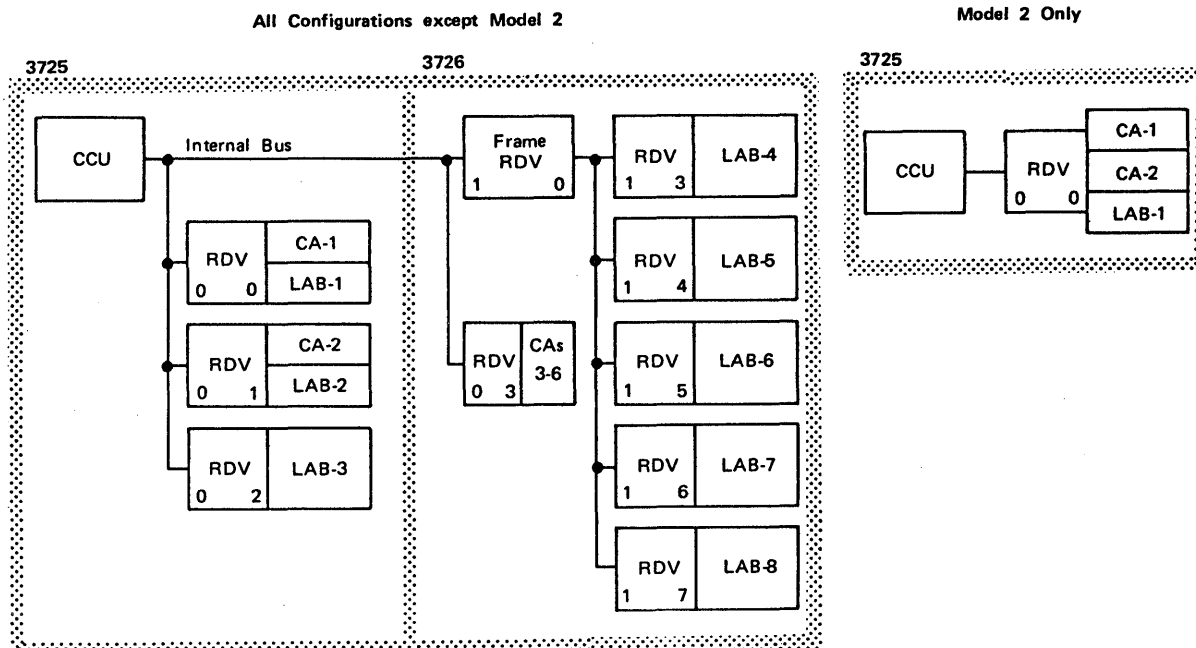 All Configurations except Model 2
Model 2 Only
3725
3726
3725
CCU
Internal Bus
Frame
RDV
1 0
RDV
1 3
LAB-4
RDV
0 0
CA-1
LAB-1
RDV
1 4
LAB-5
RDV
0 1
CA-2
LAB-2
RDV
0 3
CAs
3-6
RDV
1 5
LAB-6
RDV
0 2
LAB-3
RDV
1 6
LAB-7
RDV
1 7
LAB-8
CCU
RDV
0 0
CA-1
CA-2
LAB-1